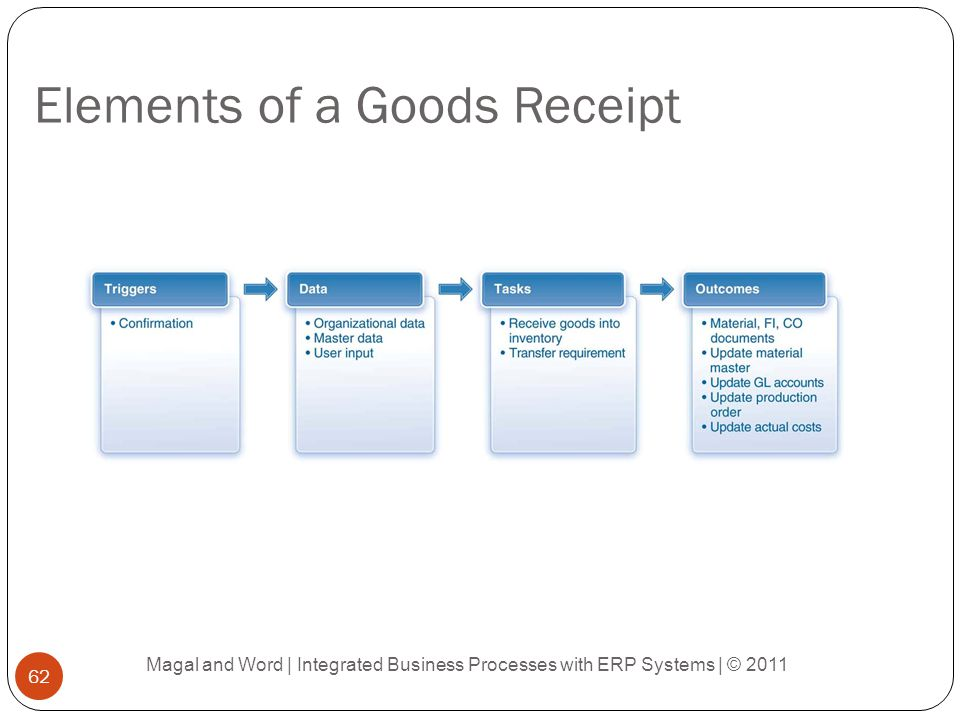 Elements of a Goods Receipt
Triggers
• Confirmation
Data
• Organizational data
• Master data
• User input
Tasks
• Receive goods into
inventory
• Transfer requirement
Outcomes
• Material, FI, CO
documents
• Update material
master
• Update GL accounts
• Update production
order
• Update actual costs
Magal and Word | Integrated Business Processes with ERP Systems | © 2011
62